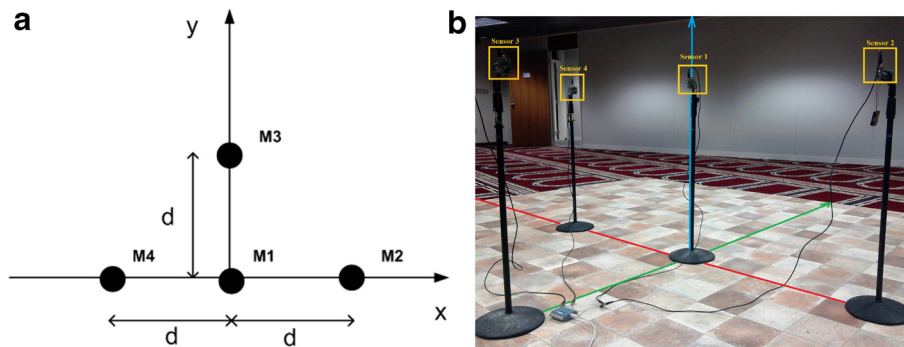 a
y
M3
d
M4
M1
M2
x
d
d
b
Sensor 3
Sensor 4
Sensor 1
Sensor 2